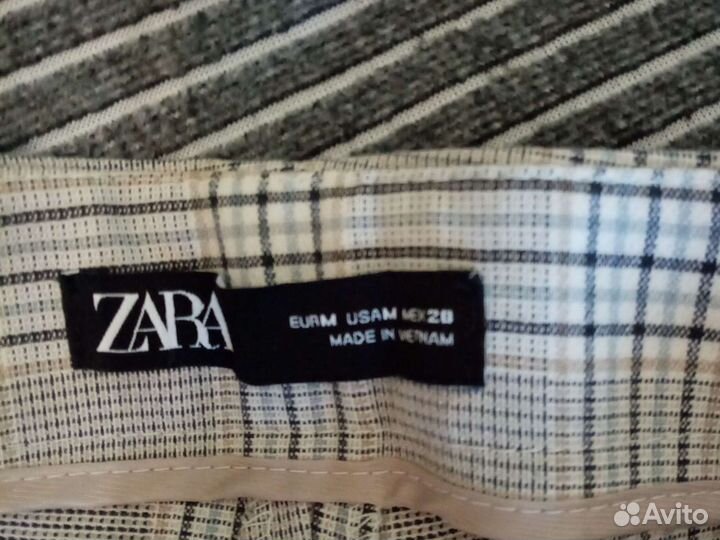 ZARA
EUR M USA M MEX 28
MADE IN VIETNAM
Avito